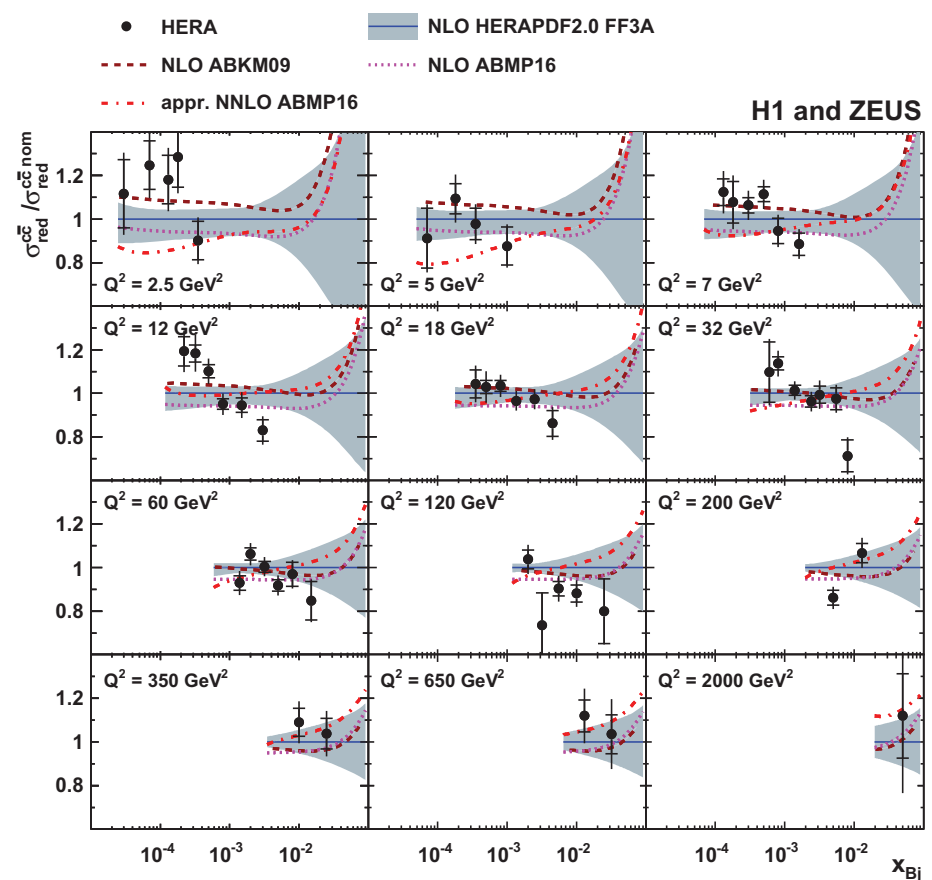 HERA
NLO HERAPDF2.0 FF3A
NLO ABKM09
NLO ABMP16
appr. NNLO ABMP16
H1 and ZEUS
σ_red^{cc̄} /σ_red^{cc̄ nom}
1.2
1
0.8
Q² = 2.5 GeV²
Q² = 5 GeV²
Q² = 7 GeV²
1.2
1
0.8
Q² = 12 GeV²
Q² = 18 GeV²
Q² = 32 GeV²
1.2
1
0.8
Q² = 60 GeV²
Q² = 120 GeV²
Q² = 200 GeV²
1.2
1
0.8
Q² = 350 GeV²
Q² = 650 GeV²
Q² = 2000 GeV²
10⁻⁴ 10⁻³ 10⁻² 10⁻⁴ 10⁻³ 10⁻² 10⁻⁴ 10⁻³ 10⁻²
x_Bj